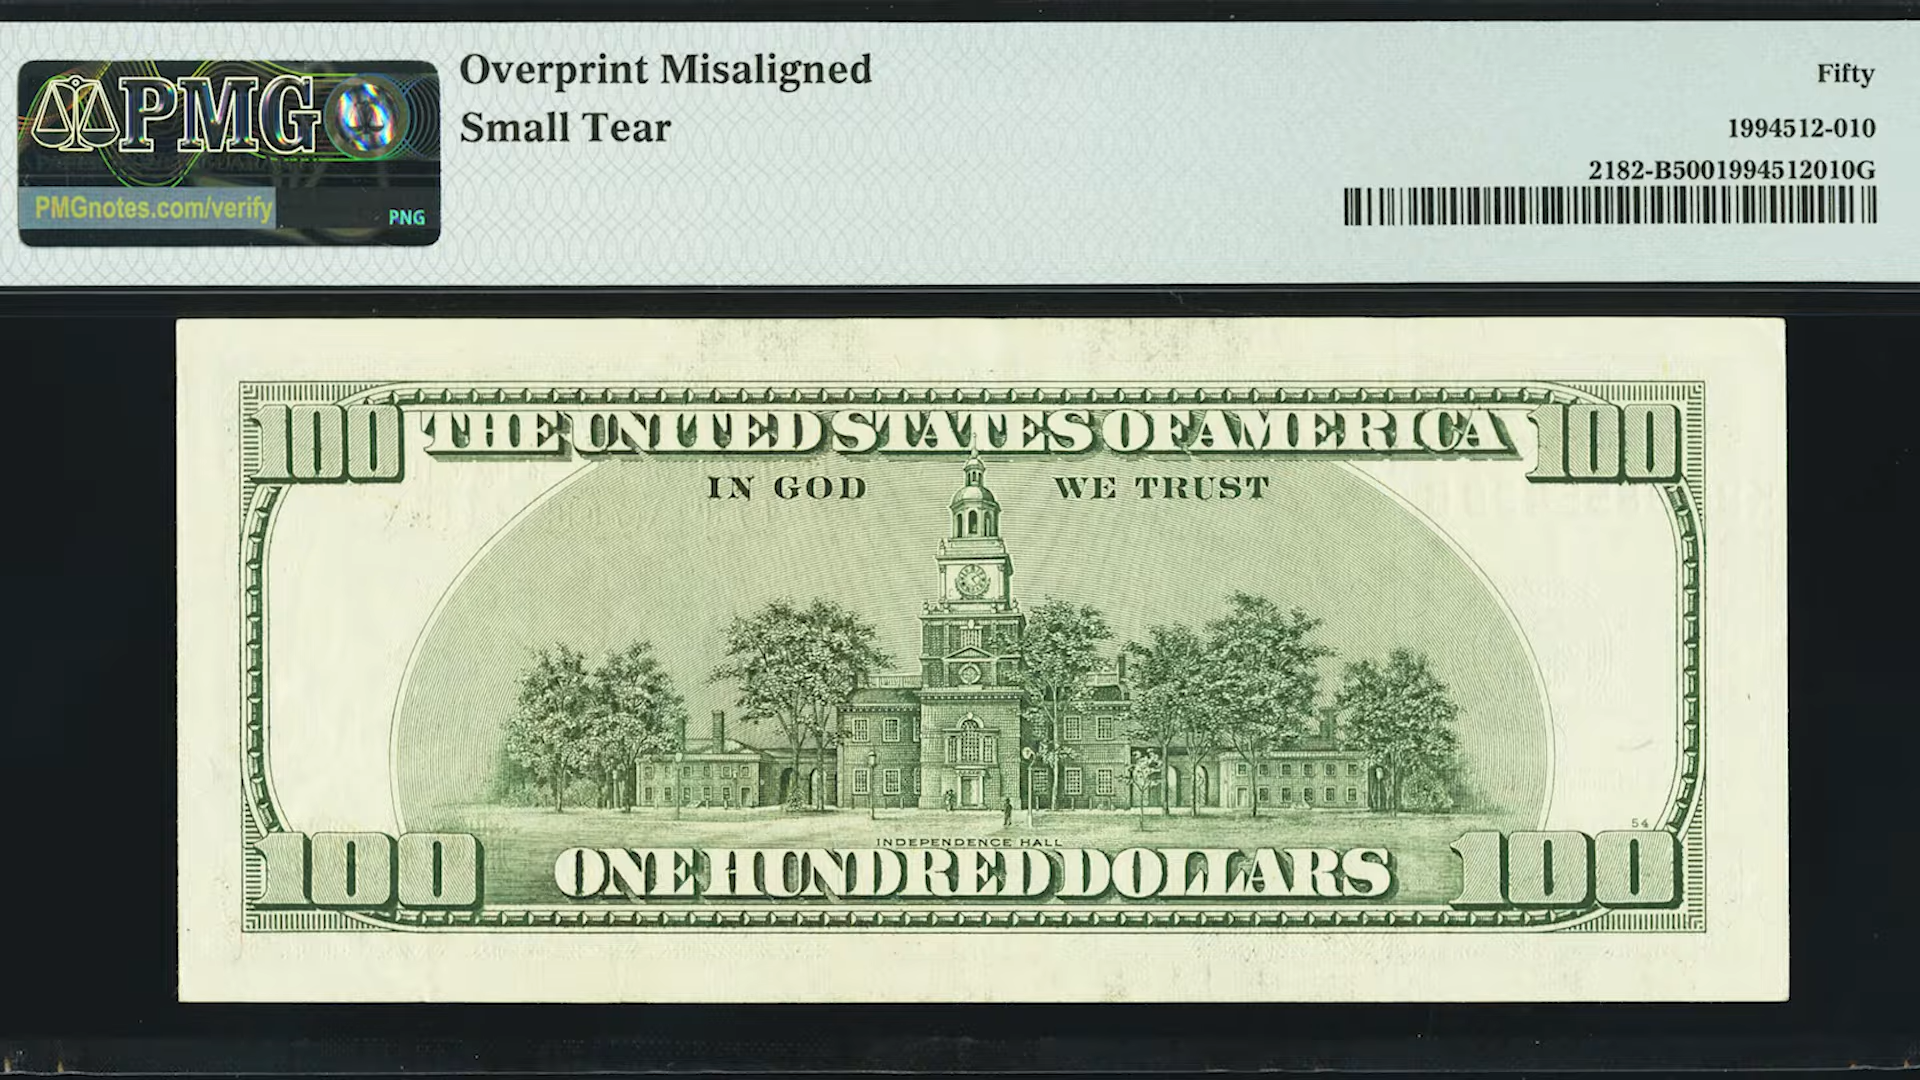 PMG
PMGnotes.com/verify
PNG
Overprint Misaligned
Small Tear
Fifty
1994512-010
2182-B5001994512010G
100 THE UNITED STATES OF AMERICA 100
IN GOD WE TRUST
54
INDEPENDENCE HALL
100 ONE HUNDRED DOLLARS 100